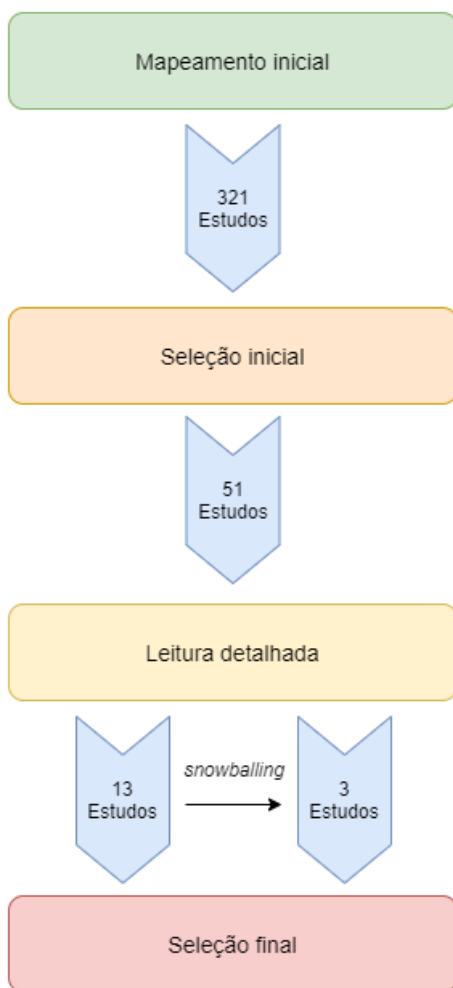 Mapeamento inicial
321
Estudos
Seleção inicial
51
Estudos
Leitura detalhada
13
Estudos
snowballing
3
Estudos
Seleção final